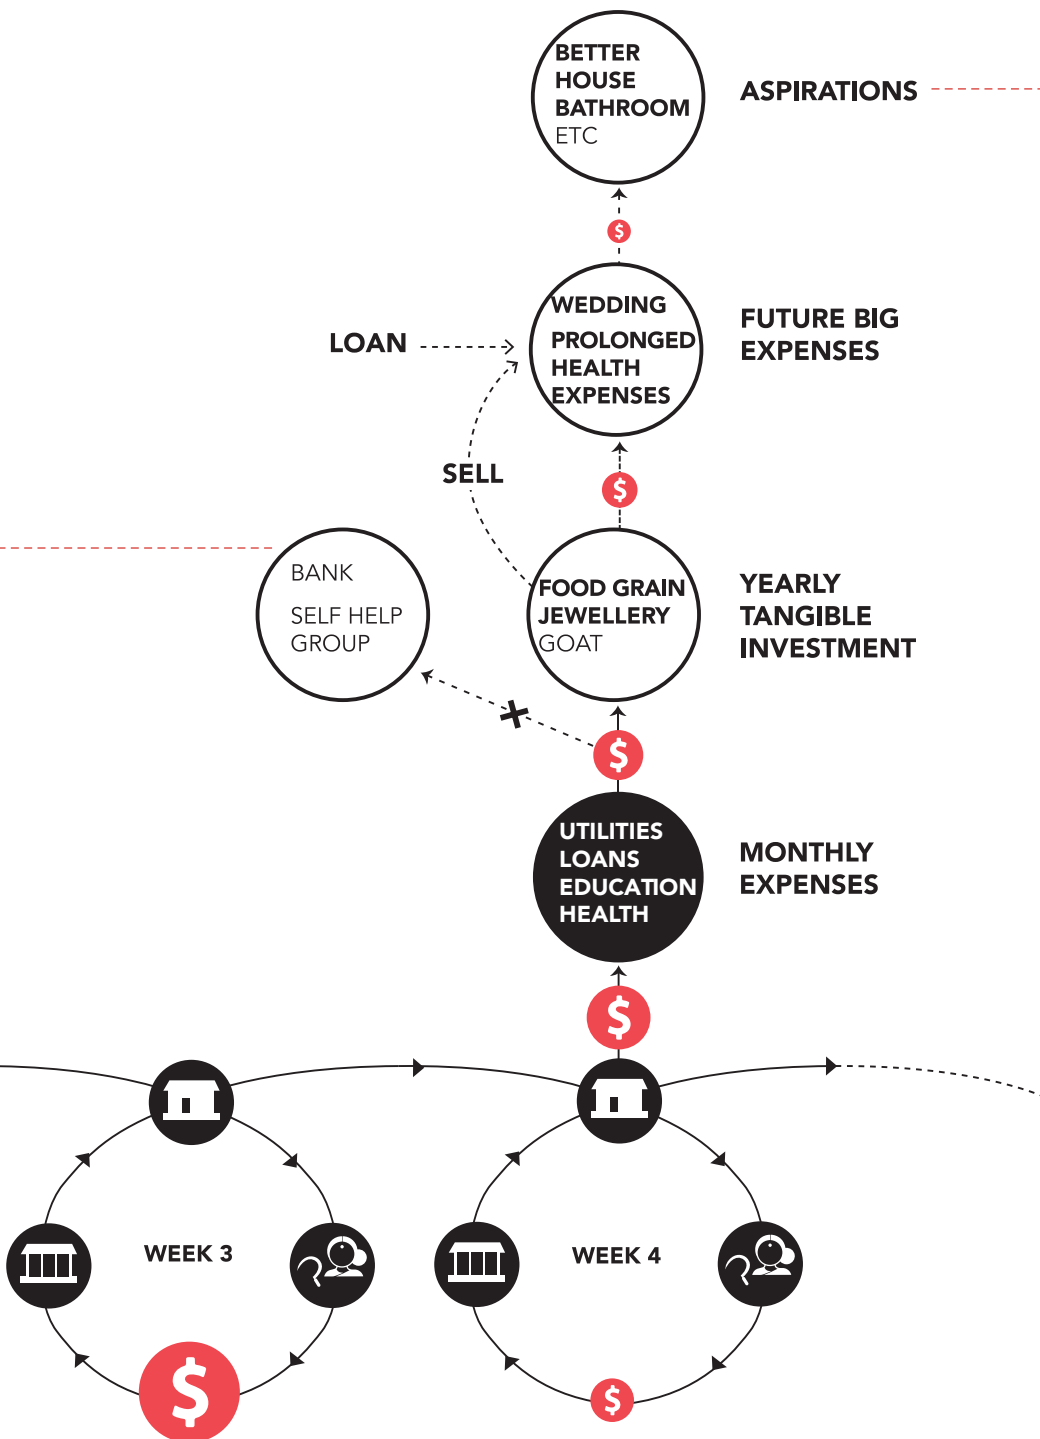 BETTER
HOUSE
BATHROOM
ETC
ASPIRATIONS
$
WEDDING
PROLONGED
HEALTH
EXPENSES
FUTURE BIG
EXPENSES
LOAN
SELL
$
BANK
SELF HELP
GROUP
FOOD GRAIN
JEWELLERY
GOAT
YEARLY
TANGIBLE
INVESTMENT
$
UTILITIES
LOANS
EDUCATION
HEALTH
MONTHLY
EXPENSES
$
WEEK 3
WEEK 4
$
$